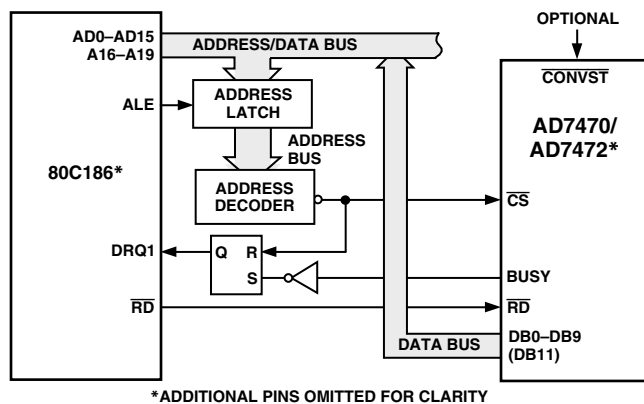 OPTIONAL
AD0–AD15
A16–A19
ADDRESS/DATA BUS
CONVST
ALE
ADDRESS
LATCH
AD7470/
AD7472*
ADDRESS
BUS
80C186*
ADDRESS
DECODER
CS
DRQ1
Q
R
S
BUSY
RD
RD
DATA BUS
DB0–DB9
(DB11)
*ADDITIONAL PINS OMITTED FOR CLARITY